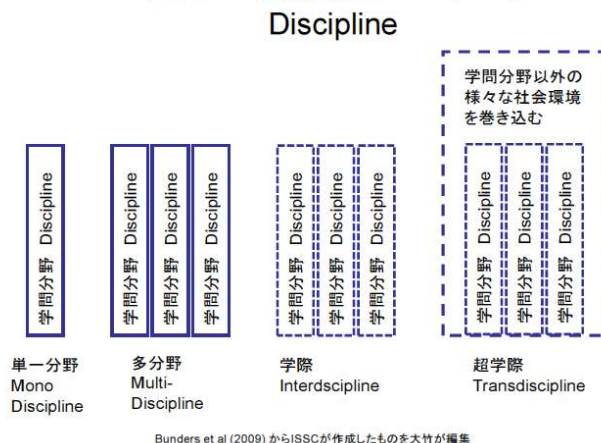 Discipline
学問分野以外の
様々な社会環境
を巻き込む
学問分野 Discipline
学問分野 Discipline
学問分野 Discipline
学問分野 Discipline
学問分野 Discipline
学問分野 Discipline
学問分野 Discipline
学問分野 Discipline
学問分野 Discipline
学問分野 Discipline
単一分野
Mono
Discipline
多分野
Multi-
Discipline
学際
Interdscipline
超学際
Transdiscipline
Bunders et al (2009) からISSCが作成したものを大竹が編集